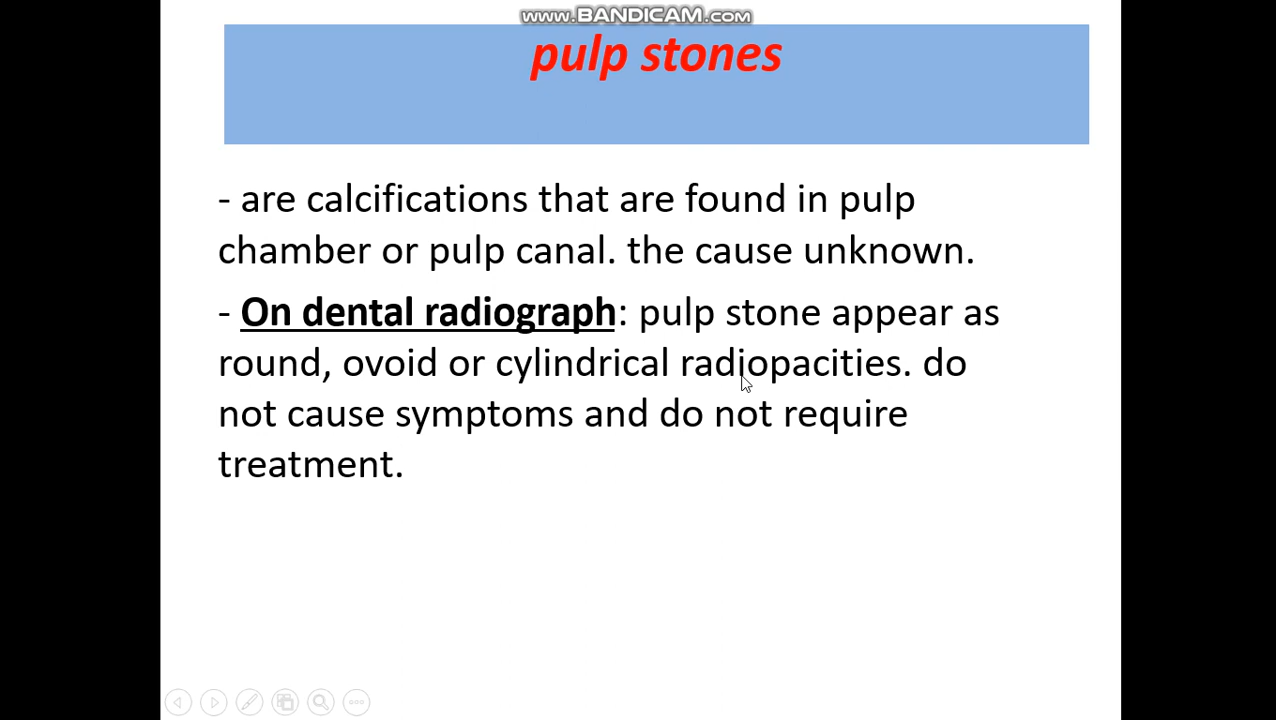 www.BANDICAM.com
pulp stones
- are calcifications that are found in pulp
chamber or pulp canal. the cause unknown.
- On dental radiograph: pulp stone appear as
round, ovoid or cylindrical radiopacities. do
not cause symptoms and do not require
treatment.